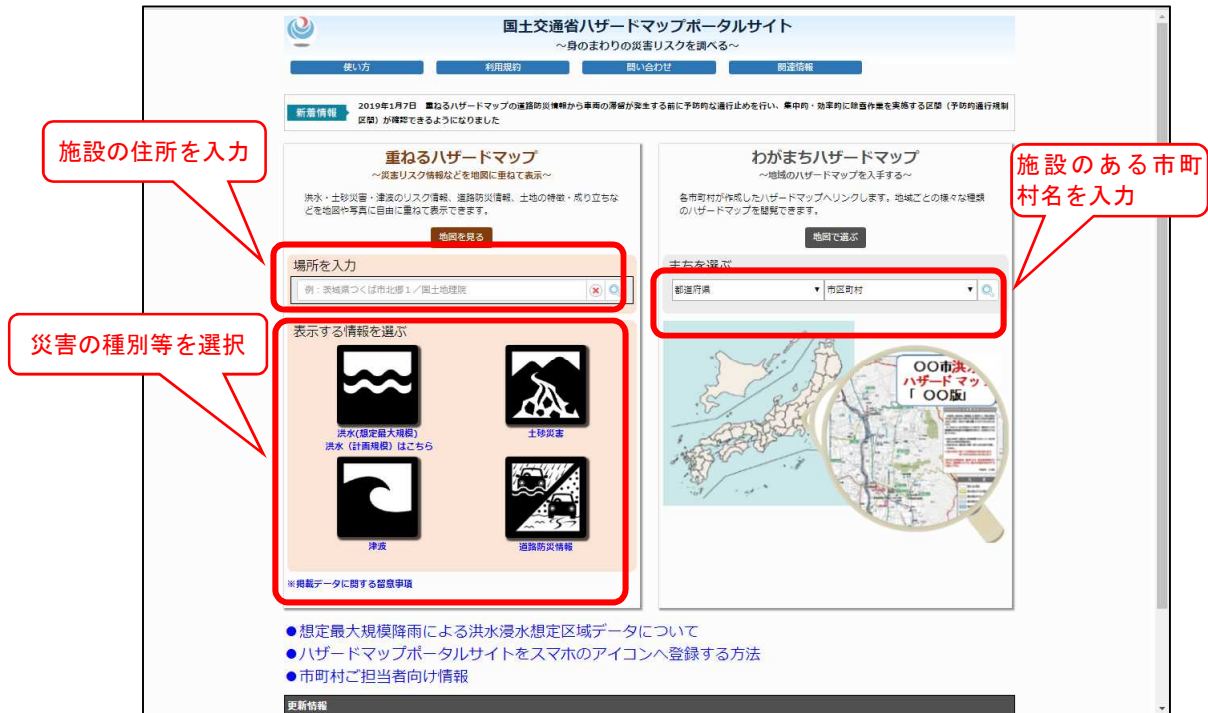 国土交通省ハザードマップポータルサイト
～身のまわりの災害リスクを調べる～
使い方
利用規約
問い合わせ
関連情報
新着情報
2019年1月7日 重ねるハザードマップの道路防災情報から車両の滞留が発生する前に予防的な通行止めを行い、集中的・効率的に除雪作業を実施する区間（予防的通行規制
区間）が確認できるようになりました
施設の住所を入力
重ねるハザードマップ
～災害リスク情報などを地図に重ねて表示～
洪水・土砂災害・津波のリスク情報、道路防災情報、土地の特徴・成り立ちな
どを地図や写真に自由に重ねて表示できます。
地図を見る
場所を入力
例：茨城県つくば市北郷１／国土地理院
災害の種別等を選択
表示する情報を選ぶ
洪水(想定最大規模)
洪水（計画規模）はこちら
土砂災害
津波
道路防災情報
※掲載データに関する留意事項
わがまちハザードマップ
～地域のハザードマップを入手する～
各市町村が作成したハザードマップへリンクします。地域ごとの様々な種類
のハザードマップを閲覧できます。
地図で選ぶ
まちを選ぶ
都道府県
市区町村
施設のある市町
村名を入力
〇〇市洪水
ハザードマップ
「 〇〇版」
●想定最大規模降雨による洪水浸水想定区域データについて
●ハザードマップポータルサイトをスマホのアイコンへ登録する方法
●市町村ご担当者向け情報
更新情報